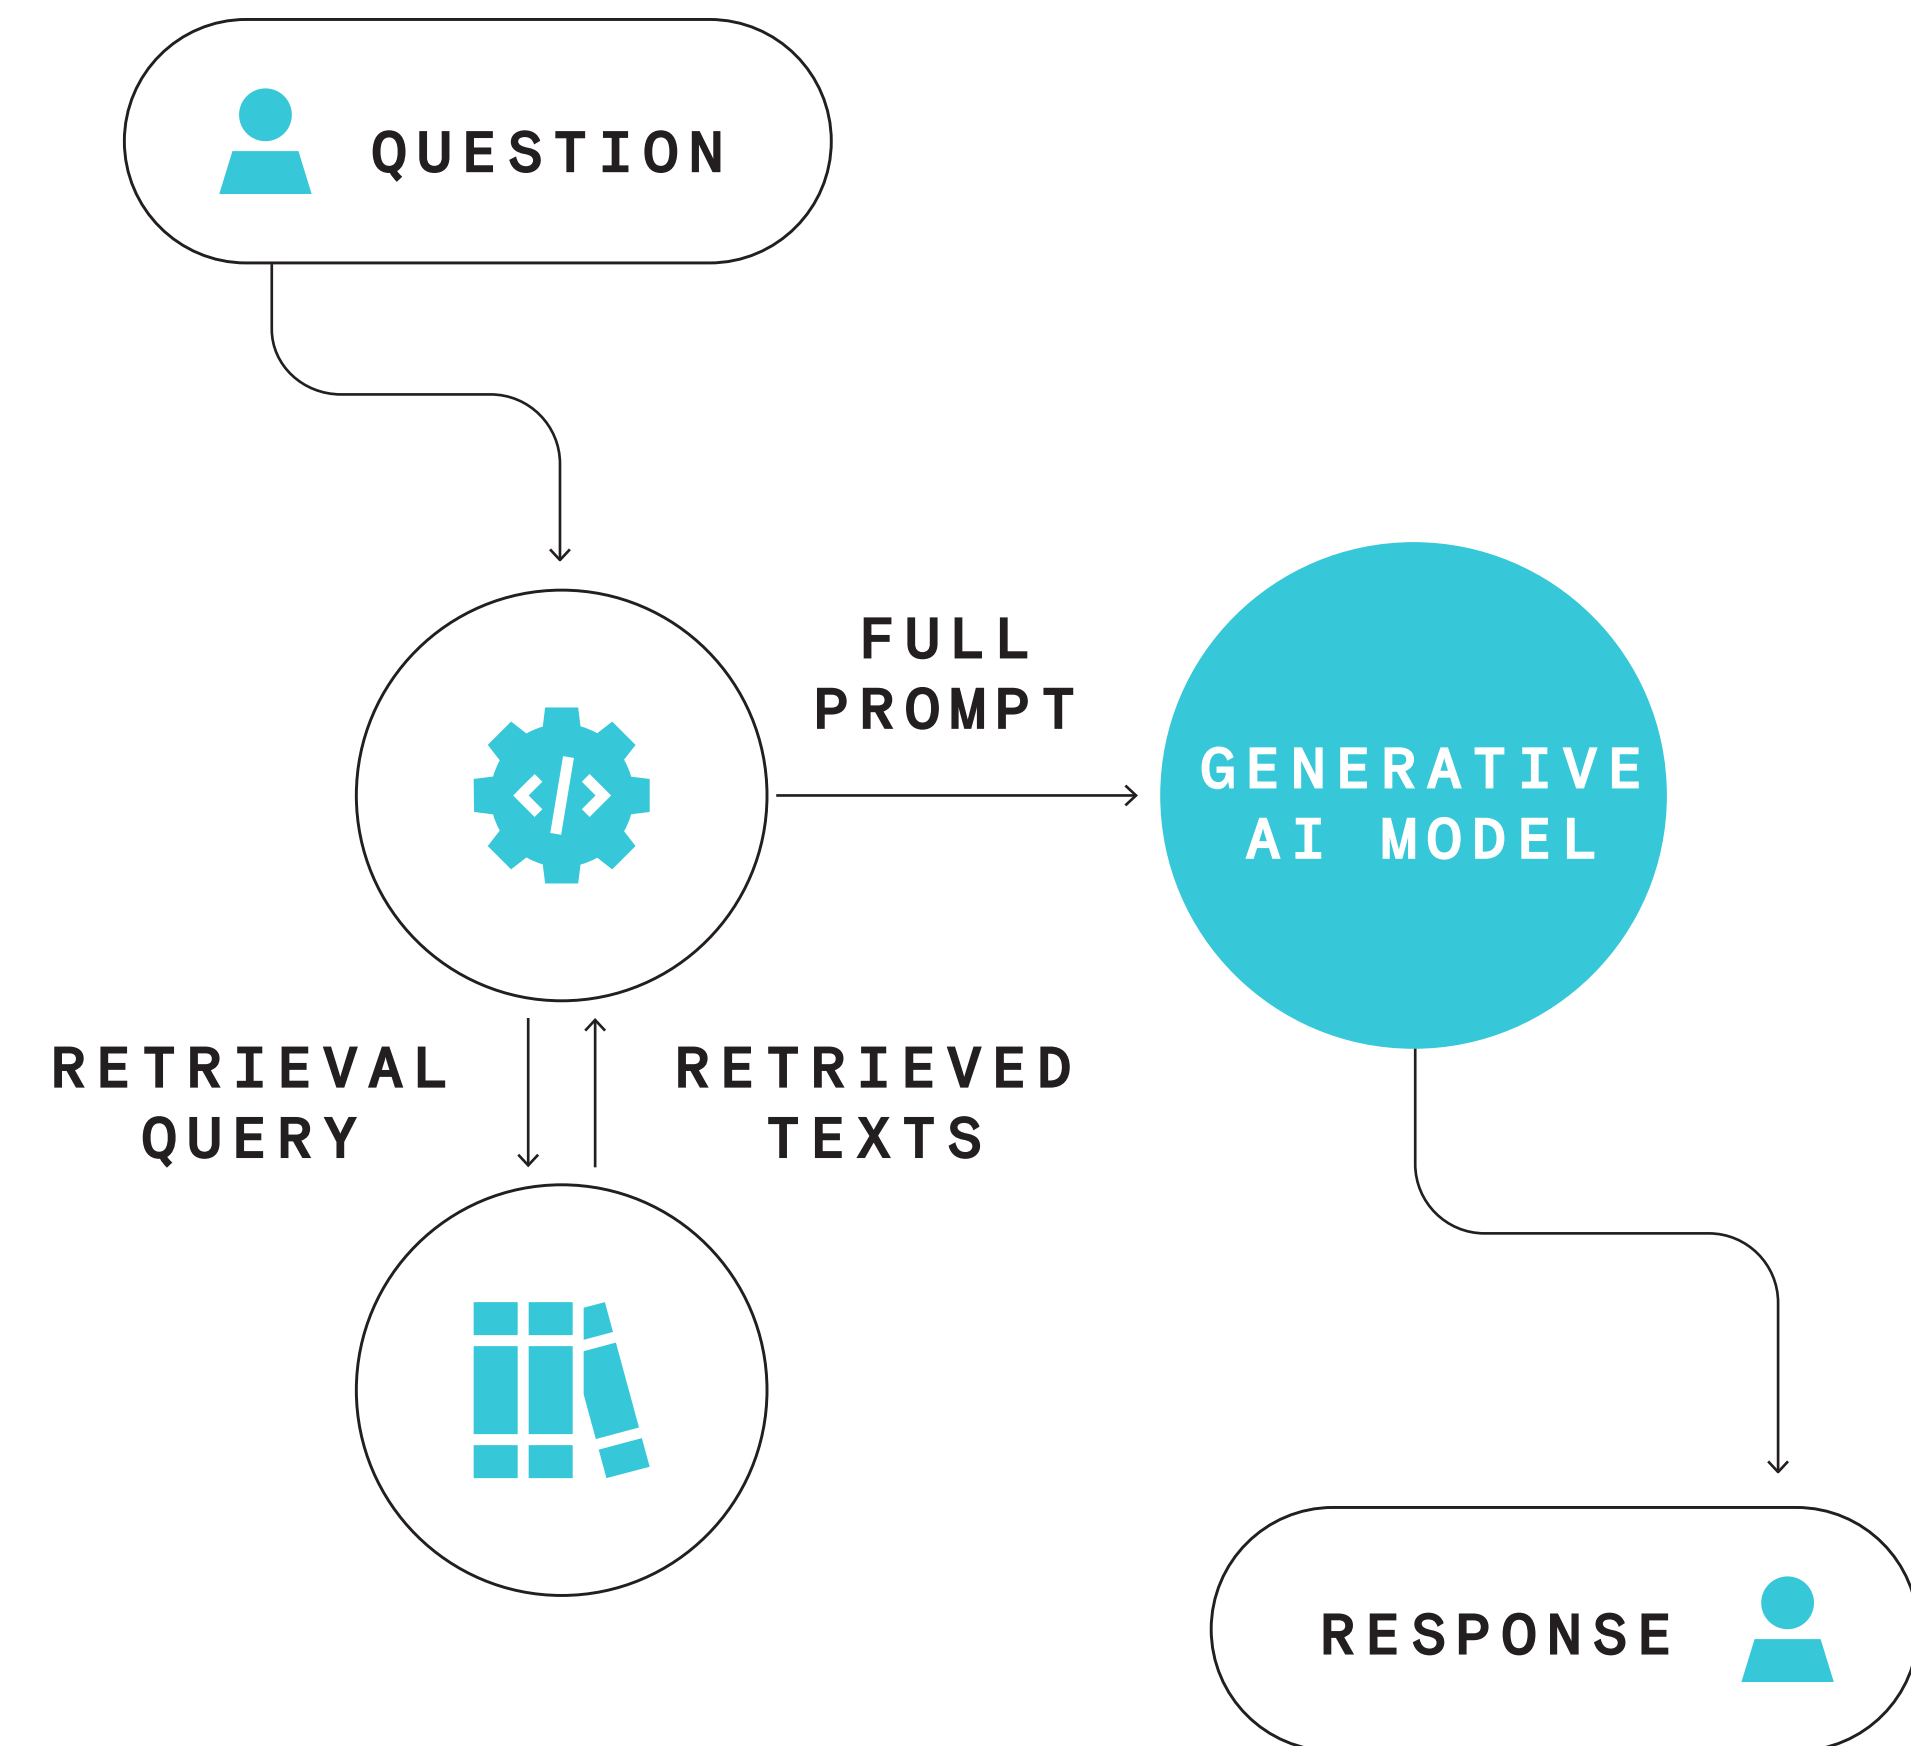 QUESTION
FULL
PROMPT
GENERATIVE
AI MODEL
RETRIEVAL
QUERY
RETRIEVED
TEXTS
RESPONSE